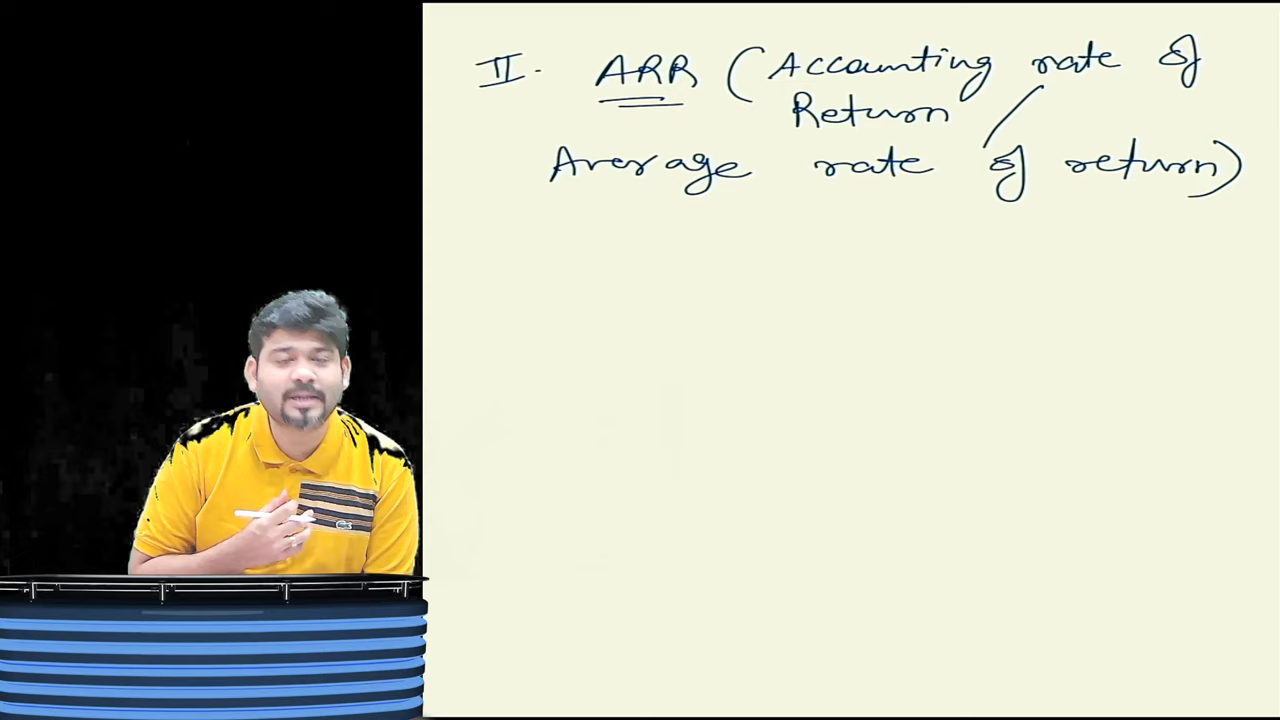 II. ARR (Accounting rate of
Return /
Average rate of return)